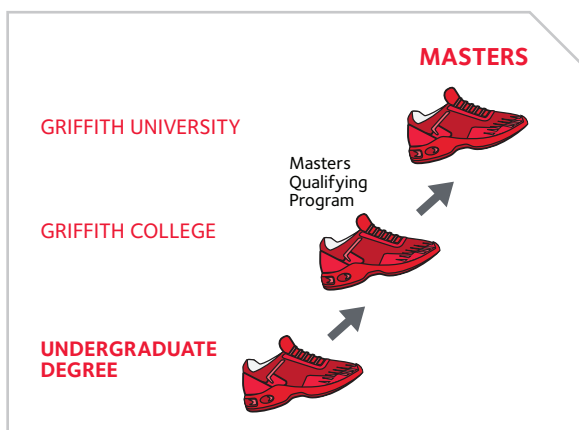 MASTERS
GRIFFITH UNIVERSITY
Masters
Qualifying
Program
GRIFFITH COLLEGE
UNDERGRADUATE
DEGREE